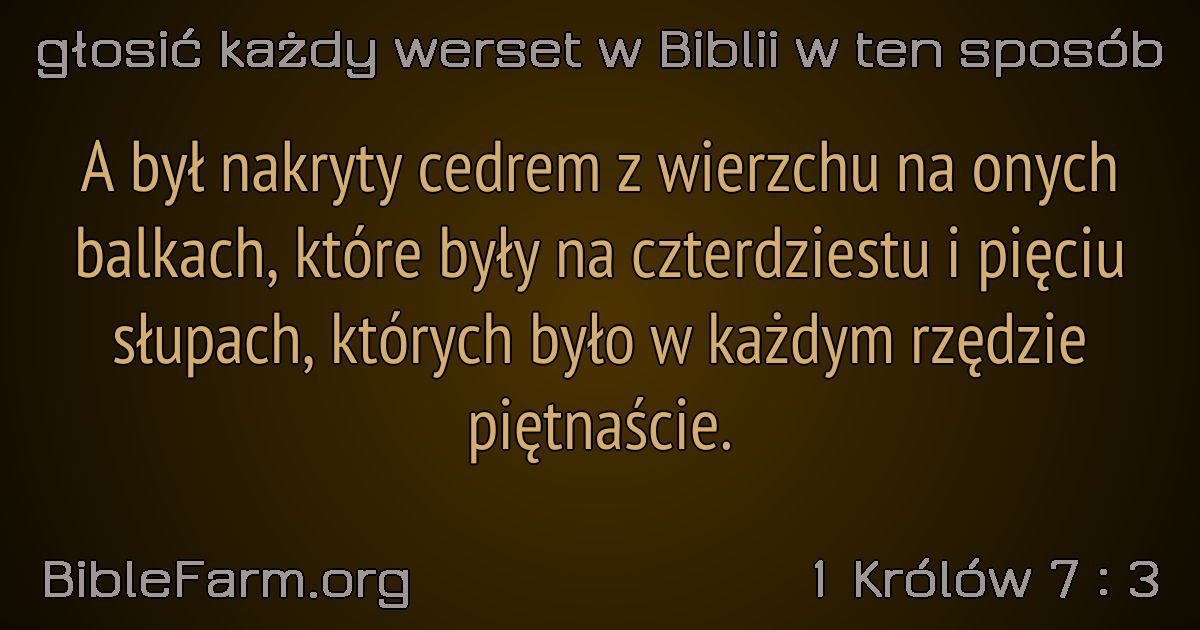 głosić każdy werset w Biblii w ten sposób
A był nakryty cedrem z wierzchu na onych
balkach, które były na czterdziestu i pięciu
słupach, których było w każdym rzędzie
piętnaście.
BibleFarm.org
1 Królów 7 : 3